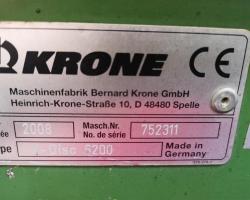 KRONE CE
Maschinenfabrik Bernard Krone GmbH
Heinrich-Krone-Straße 10, D 48480 Spelle
2008 Masch.Nr. 752311
No. de série
-Disc 6200 Made in
Germany